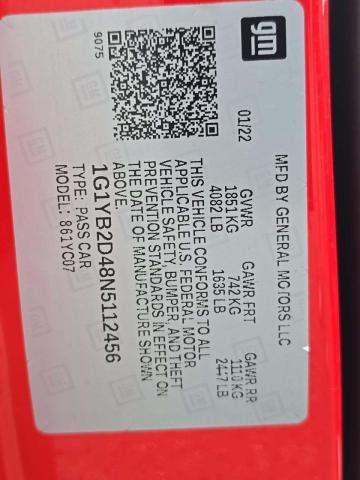 gm
MFD BY GENERAL MOTORS LLC
01/22 GVWR GAWR FRT GAWR RR
1851 KG 742 KG 1110 KG
4082 LB 1635 LB 2447 LB
THIS VEHICLE CONFORMS TO ALL
APPLICABLE U.S. FEDERAL MOTOR
VEHICLE SAFETY, BUMPER, AND THEFT
PREVENTION STANDARDS IN EFFECT ON
THE DATE OF MANUFACTURE SHOWN
ABOVE.
9075
1G1YB2D48N5112456
TYPE: PASS CAR
MODEL: 861YC07